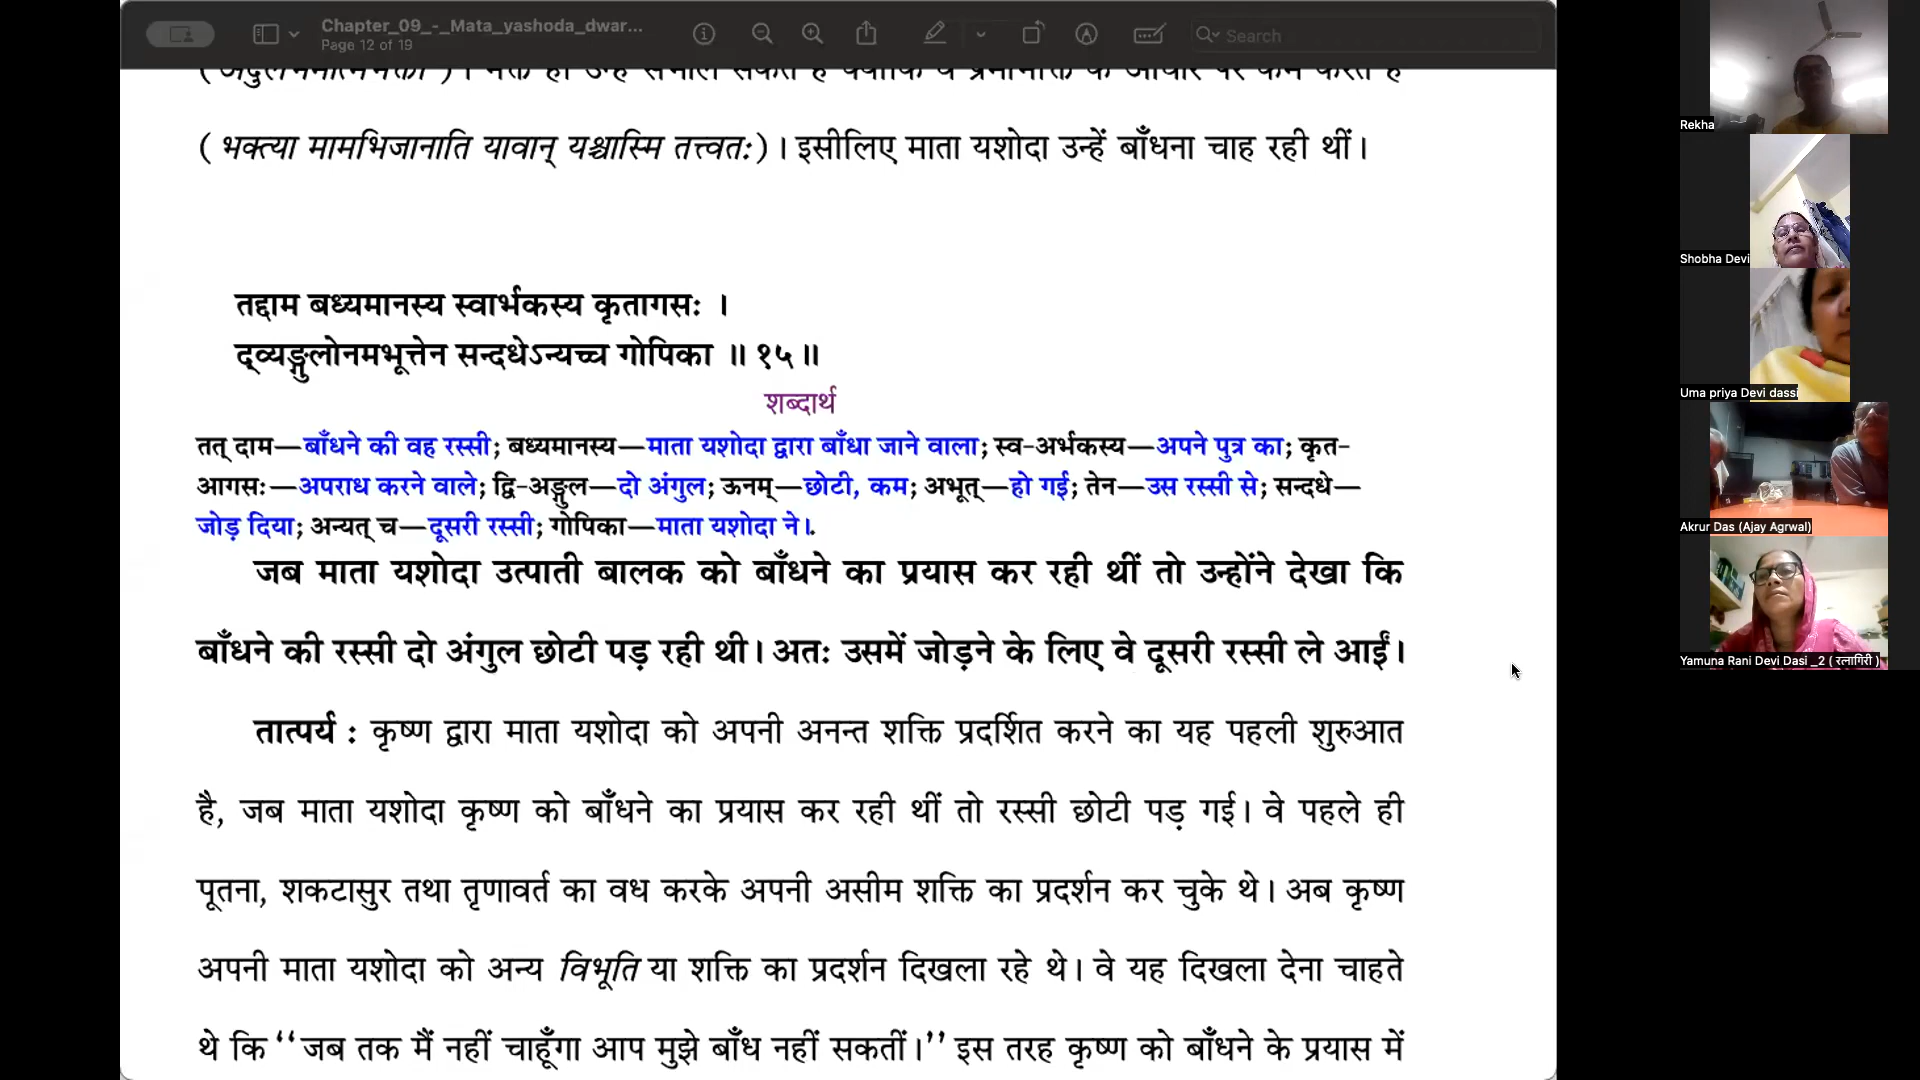 Chapter_09_-_Mata_yashoda_dwar...
Page 12 of 19
Search
( भक्त्या मामभिजानाति यावान् यश्चास्मि तत्त्वतः)। इसीलिए माता यशोदा उन्हें बाँधना चाह रही थीं।
तद्दाम बध्यमानस्य स्वार्भकस्य कृतागसः ।
द्व्यङ्गुलोनमभूत्तेन सन्दधेऽन्यच्च गोपिका ॥ १५॥
शब्दार्थ
तत् दाम—बाँधने की वह रस्सी; बध्यमानस्य—माता यशोदा द्वारा बाँधा जाने वाला; स्व-अर्भकस्य—अपने पुत्र का; कृत-
आगसः—अपराध करने वाले; द्वि-अङ्गुल—दो अंगुल; ऊनम्—छोटी, कम; अभूत्—हो गई; तेन—उस रस्सी से; सन्दधे—
जोड़ दिया; अन्यत् च—दूसरी रस्सी; गोपिका—माता यशोदा ने।.
जब माता यशोदा उत्पाती बालक को बाँधने का प्रयास कर रही थीं तो उन्होंने देखा कि
बाँधने की रस्सी दो अंगुल छोटी पड़ रही थी। अतः उसमें जोड़ने के लिए वे दूसरी रस्सी ले आईं।
तात्पर्य : कृष्ण द्वारा माता यशोदा को अपनी अनन्त शक्ति प्रदर्शित करने का यह पहली शुरुआत
है, जब माता यशोदा कृष्ण को बाँधने का प्रयास कर रही थीं तो रस्सी छोटी पड़ गई। वे पहले ही
पूतना, शकटासुर तथा तृणावर्त का वध करके अपनी असीम शक्ति का प्रदर्शन कर चुके थे। अब कृष्ण
अपनी माता यशोदा को अन्य विभूति या शक्ति का प्रदर्शन दिखला रहे थे। वे यह दिखला देना चाहते
थे कि ‘‘जब तक मैं नहीं चाहूँगा आप मुझे बाँध नहीं सकतीं।’’ इस तरह कृष्ण को बाँधने के प्रयास में
Rekha
Shobha Devi
Uma priya Devi dassi
Akrur Das (Ajay Agrwal)
Yamuna Rani Devi Dasi _2 ( रत्नागिरी )